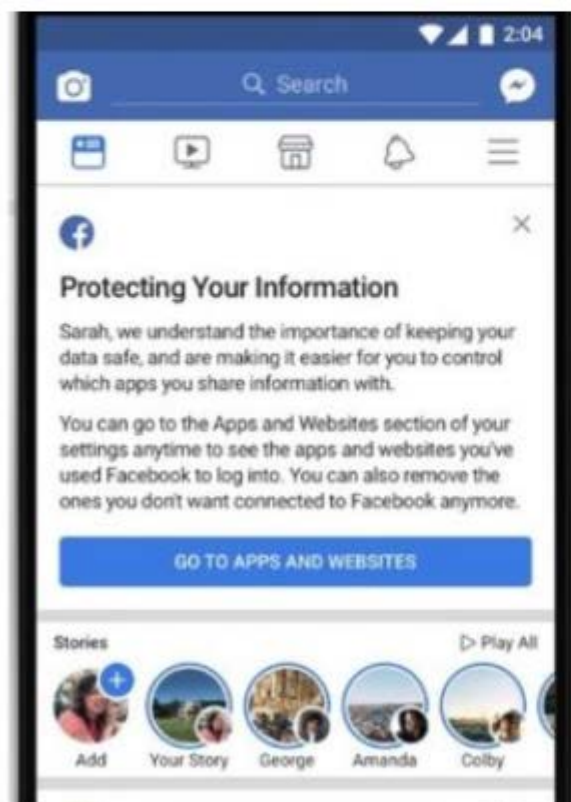 2:04
Search
Protecting Your Information
Sarah, we understand the importance of keeping your
data safe, and are making it easier for you to control
which apps you share information with.
You can go to the Apps and Websites section of your
settings anytime to see the apps and websites you've
used Facebook to log into. You can also remove the
ones you don't want connected to Facebook anymore.
GO TO APPS AND WEBSITES
Stories
Play All
Add Your Story George Amanda Colby